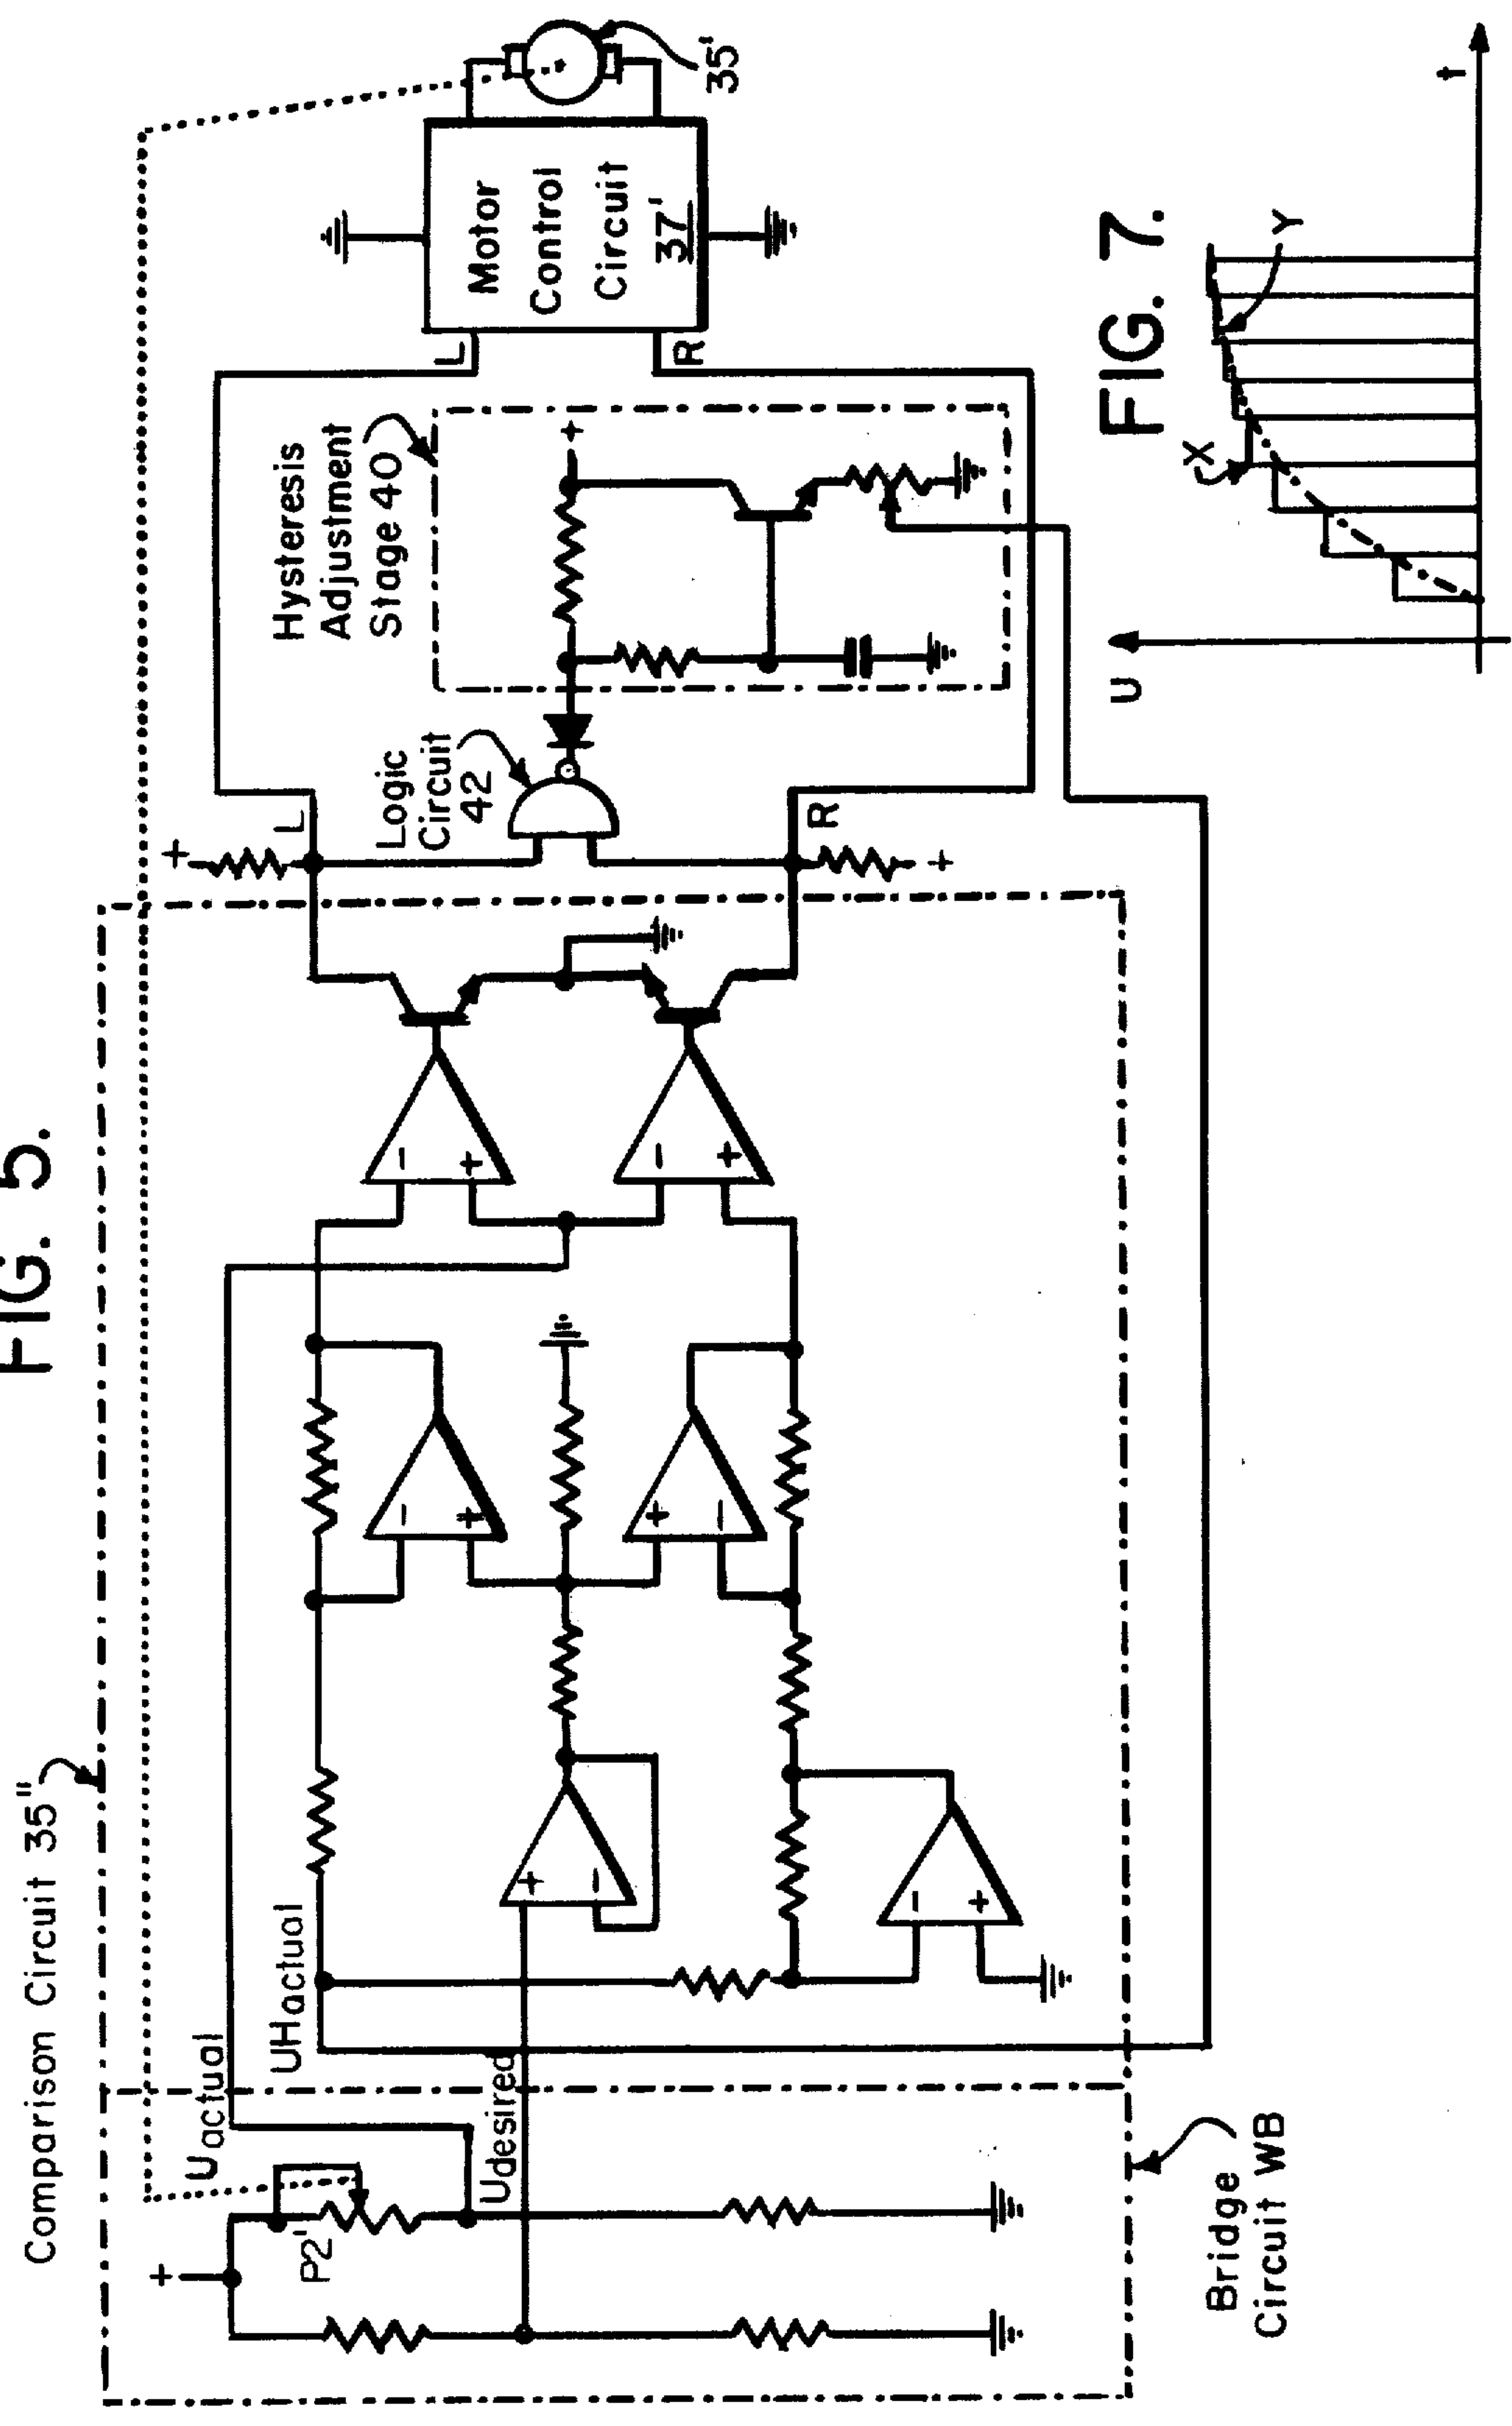 FIG. 5.
Comparison Circuit 35"
Uactual
UHactual
Udesired
P2'
+
Bridge
Circuit WB
+
-
-
+
+
-
-
+
-
+
-
+
+
+
L
R
Logic
Circuit
42
Hysteresis
Adjustment
Stage 40
+
L
R
Motor
Control
Circuit
37'
35'
FIG. 7.
U
X
Y
t